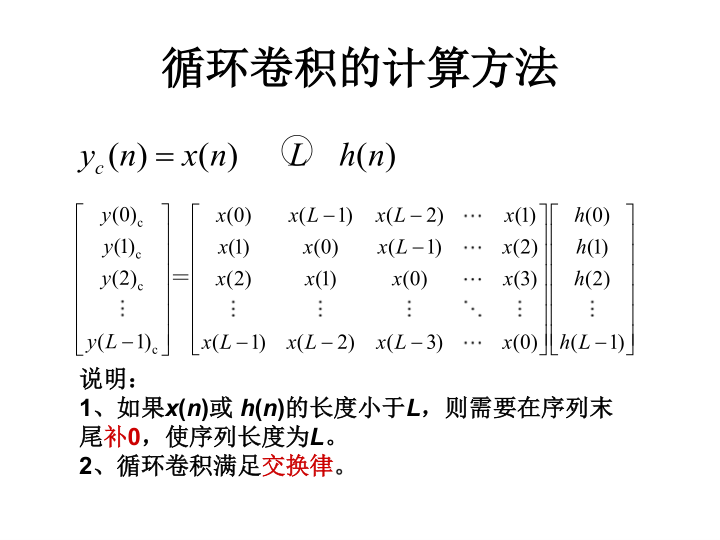 循环卷积的计算方法
y_c(n) = x(n) Ⓛ h(n)
[y(0)_c] = [x(0) x(L−1) x(L−2) ⋯ x(1)] [h(0)]
[y(1)_c] [x(1) x(0) x(L−1) ⋯ x(2)] [h(1)]
[y(2)_c] [x(2) x(1) x(0) ⋯ x(3)] [h(2)]
[⋮] [⋮ ⋮ ⋮ ⋱ ⋮] [⋮]
[y(L−1)_c] [x(L−1) x(L−2) x(L−3) ⋯ x(0)] [h(L−1)]
说明：
1、如果x(n)或 h(n)的长度小于L，则需要在序列末
尾补0，使序列长度为L。
2、循环卷积满足交换律。